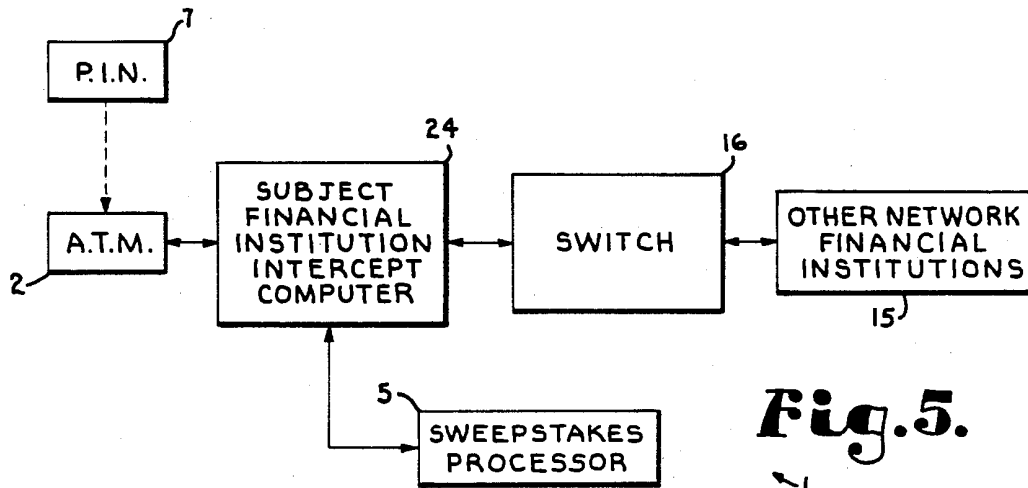 7
P.I.N.
24
16
SUBJECT
FINANCIAL
INSTITUTION
INTERCEPT
COMPUTER
A.T.M.
2
SWITCH
OTHER NETWORK
FINANCIAL
INSTITUTIONS
15
5
SWEEPSTAKES
PROCESSOR
Fig.5.
1